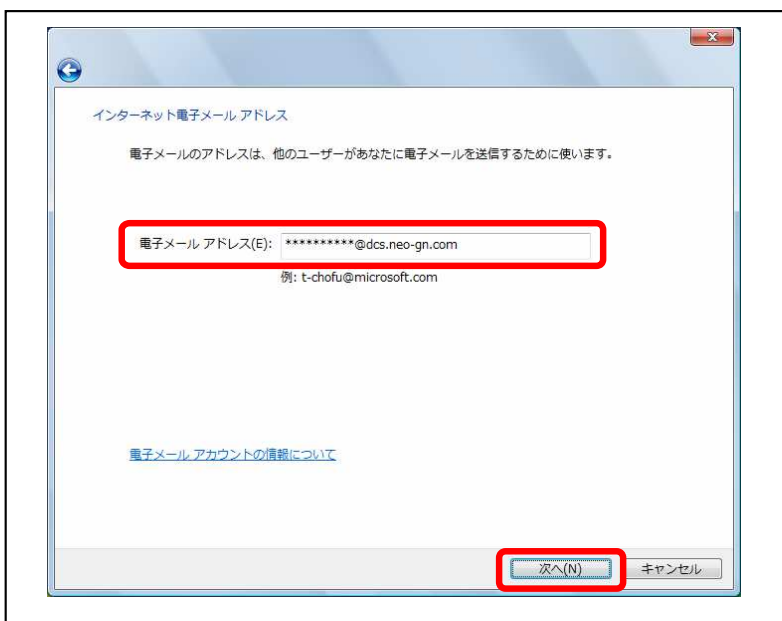 インターネット電子メール アドレス
電子メールのアドレスは、他のユーザーがあなたに電子メールを送信するために使います。
電子メール アドレス(E): **********@dcs.neo-gn.com
例: t-chofu@microsoft.com
電子メール アカウントの情報について
次へ(N) キャンセル